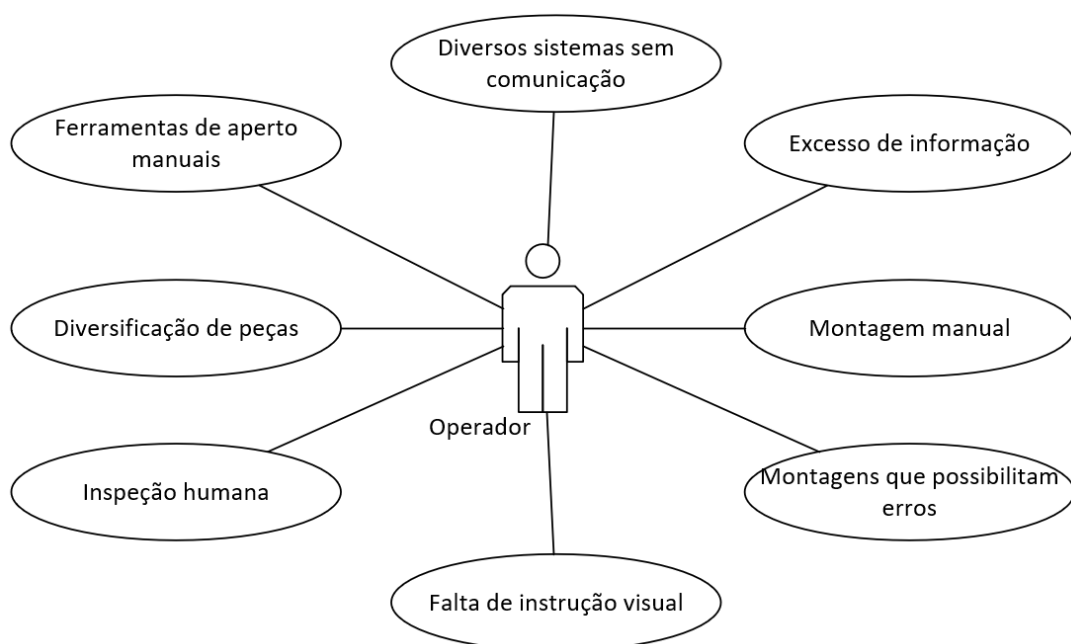 Diversos sistemas sem
comunicação
Ferramentas de aperto
manuais
Excesso de informação
Diversificação de peças
Montagem manual
Operador
Inspeção humana
Montagens que possibilitam
erros
Falta de instrução visual